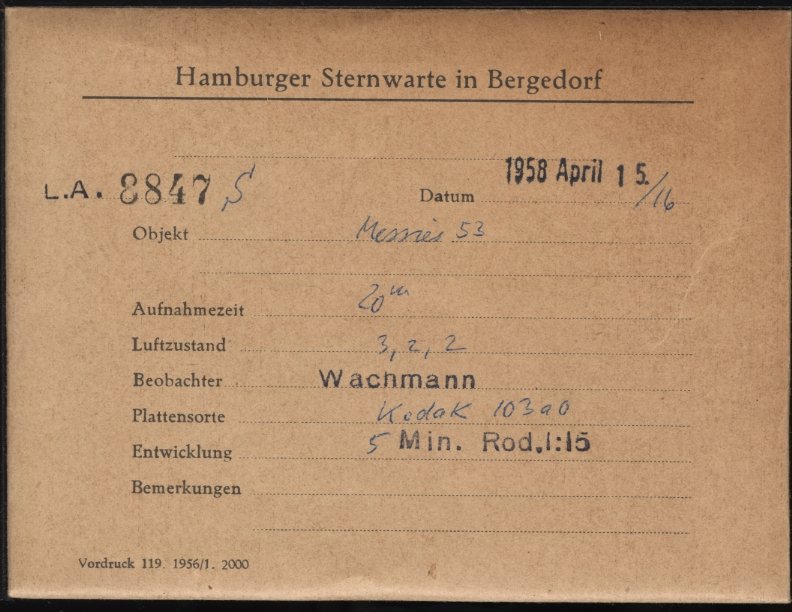 Hamburger Sternwarte in Bergedorf
L.A. 8847 S Datum 1958 April 15./16
Objekt Messier 53
Aufnahmezeit 20ᵐ
Luftzustand 3, 2, 2
Beobachter Wachmann
Plattensorte Kodak 103a0
Entwicklung 5 Min. Rod.1:15
Bemerkungen
Vordruck 119. 1956/1. 2000